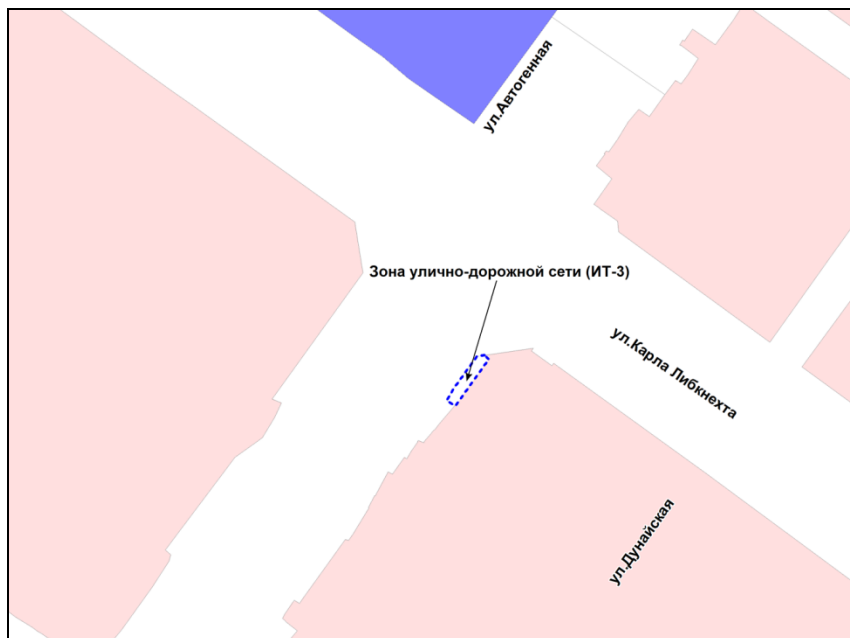 ул.Автогенная
Зона улично-дорожной сети (ИТ-3)
ул.Карла Либкнехта
ул.Дунайская